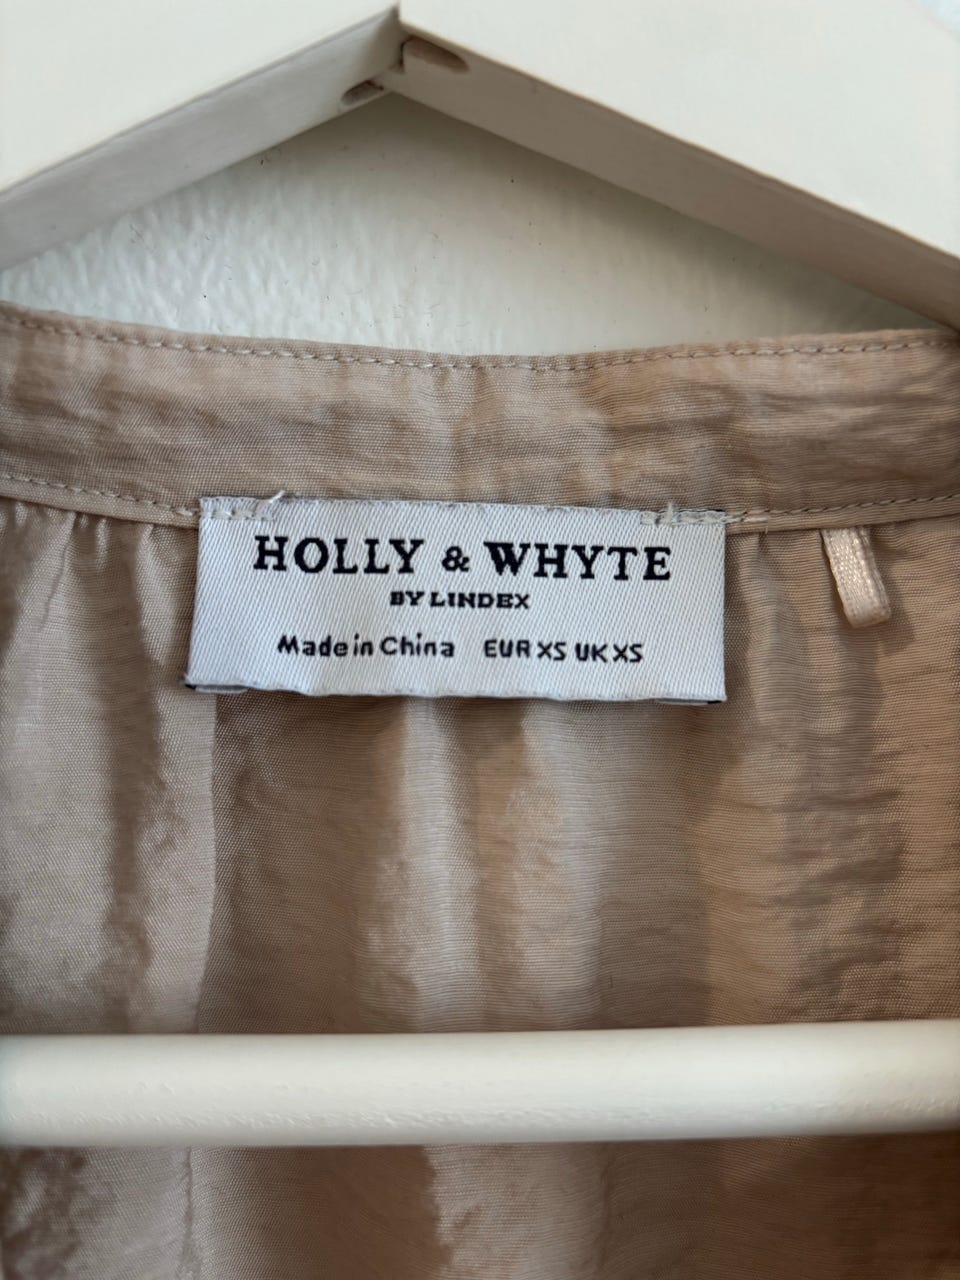 HOLLY & WHYTE
BY LINDEX
Made in China EUR XS UK XS